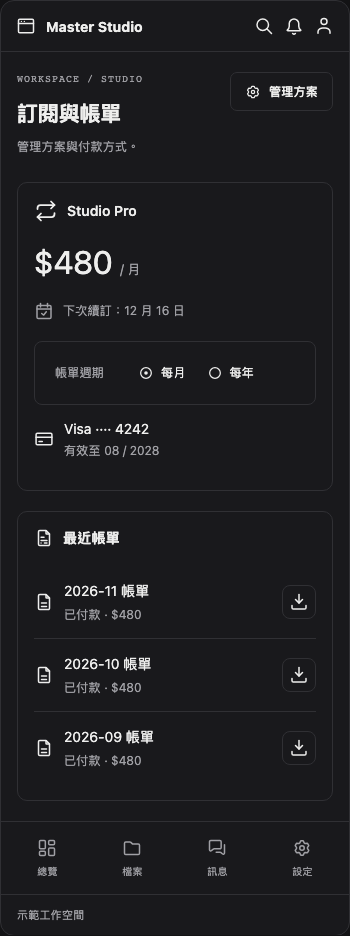 Master Studio
WORKSPACE / STUDIO
訂閱與帳單
管理方案與付款方式。
管理方案
Studio Pro
$480 / 月
下次續訂：12 月 16 日
帳單週期 每月 每年
Visa ···· 4242
有效至 08 / 2028
最近帳單
2026-11 帳單
已付款 · $480
2026-10 帳單
已付款 · $480
2026-09 帳單
已付款 · $480
總覽 檔案 訊息 設定
示範工作空間